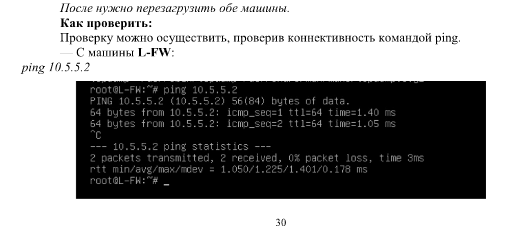 После нужно перезагрузить обе машины.
Как проверить:
Проверку можно осуществить, проверив коннективность командой ping.
— С машины L-FW:
ping 10.5.5.2
root@L-FW:~# ping 10.5.5.2
PING 10.5.5.2 (10.5.5.2) 56(84) bytes of data.
64 bytes from 10.5.5.2: icmp_seq=1 ttl=64 time=1.40 ms
64 bytes from 10.5.5.2: icmp_seq=2 ttl=64 time=1.05 ms
^C
--- 10.5.5.2 ping statistics ---
2 packets transmitted, 2 received, 0% packet loss, time 3ms
rtt min/avg/max/mdev = 1.050/1.225/1.401/0.178 ms
root@L-FW:~# _
30